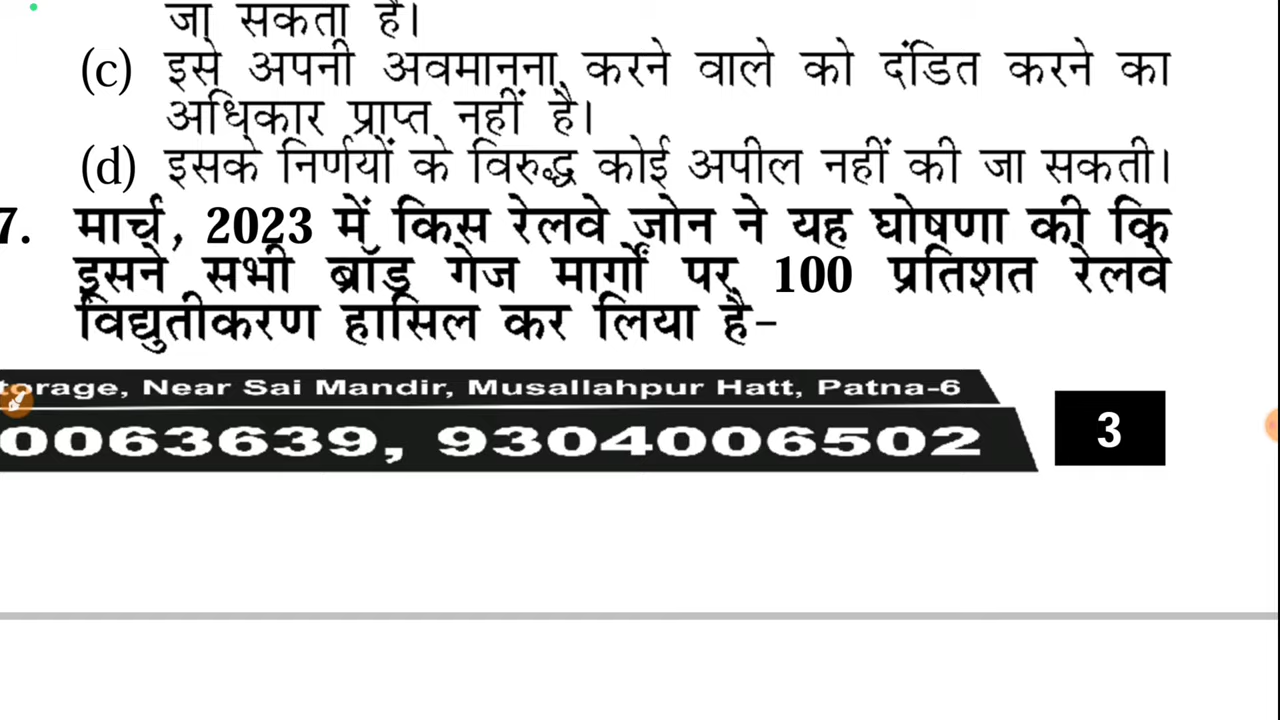 जा सकता है।
(c) इसे अपनी अवमानना करने वाले को दंडित करने का
अधिकार प्राप्त नहीं है।
(d) इसके निर्णयों के विरुद्ध कोई अपील नहीं की जा सकती।
7. मार्च, 2023 में किस रेलवे जोन ने यह घोषणा की कि
इसने सभी ब्रॉड गेज मार्गों पर 100 प्रतिशत रेलवे
विद्युतीकरण हासिल कर लिया है-
torage, Near Sai Mandir, Musallahpur Hatt, Patna-6
0063639, 9304006502
3